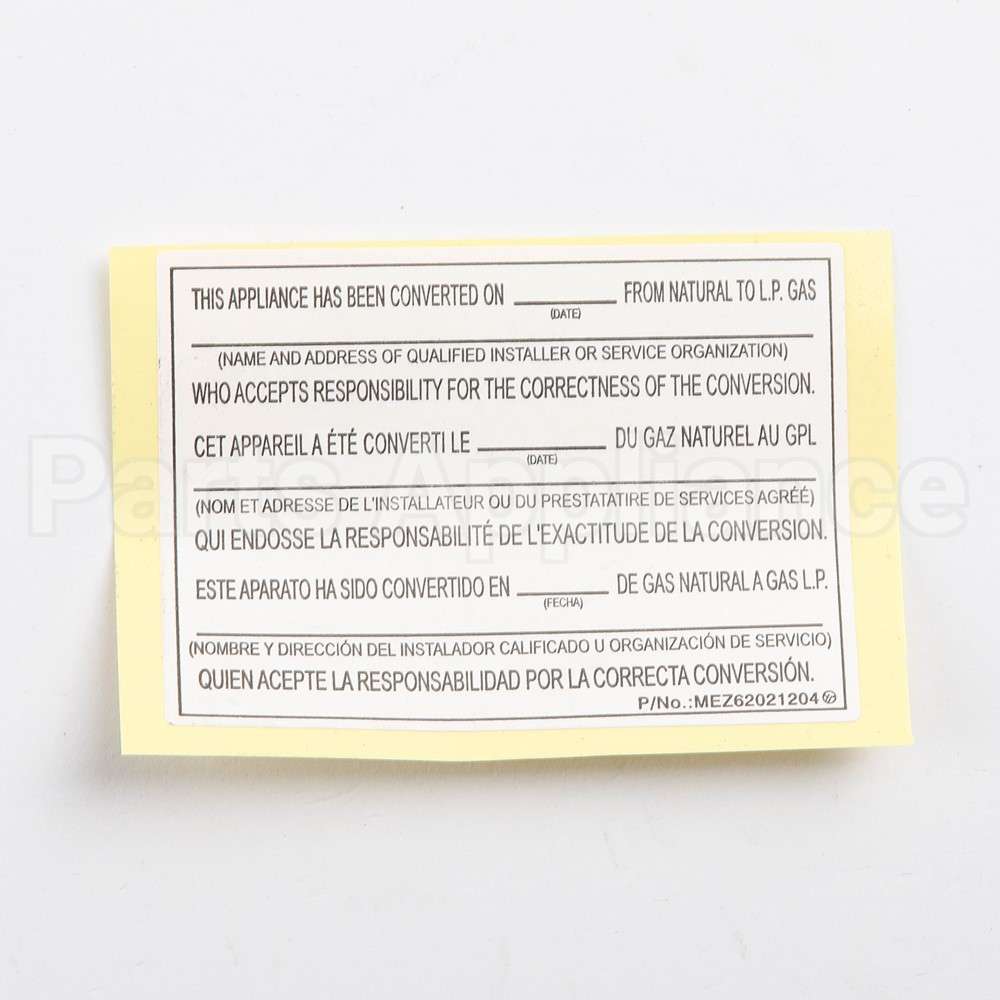 THIS APPLIANCE HAS BEEN CONVERTED ON __________ FROM NATURAL TO L.P. GAS
(DATE)
(NAME AND ADDRESS OF QUALIFIED INSTALLER OR SERVICE ORGANIZATION)
WHO ACCEPTS RESPONSIBILITY FOR THE CORRECTNESS OF THE CONVERSION.
CET APPAREIL A ÉTÉ CONVERTI LE __________ DU GAZ NATUREL AU GPL
(DATE)
(NOM ET ADRESSE DE L'INSTALLATEUR OU DU PRESTATATIRE DE SERVICES AGRÉÉ)
Parts Appliance
QUI ENDOSSE LA RESPONSABILITÉ DE L'EXACTITUDE DE LA CONVERSION.
ESTE APARATO HA SIDO CONVERTIDO EN __________ DE GAS NATURAL A GAS L.P.
(FECHA)
(NOMBRE Y DIRECCIÓN DEL INSTALADOR CALIFICADO U ORGANIZACIÓN DE SERVICIO)
QUIEN ACEPTE LA RESPONSABILIDAD POR LA CORRECTA CONVERSIÓN.
P/No.:MEZ62021204